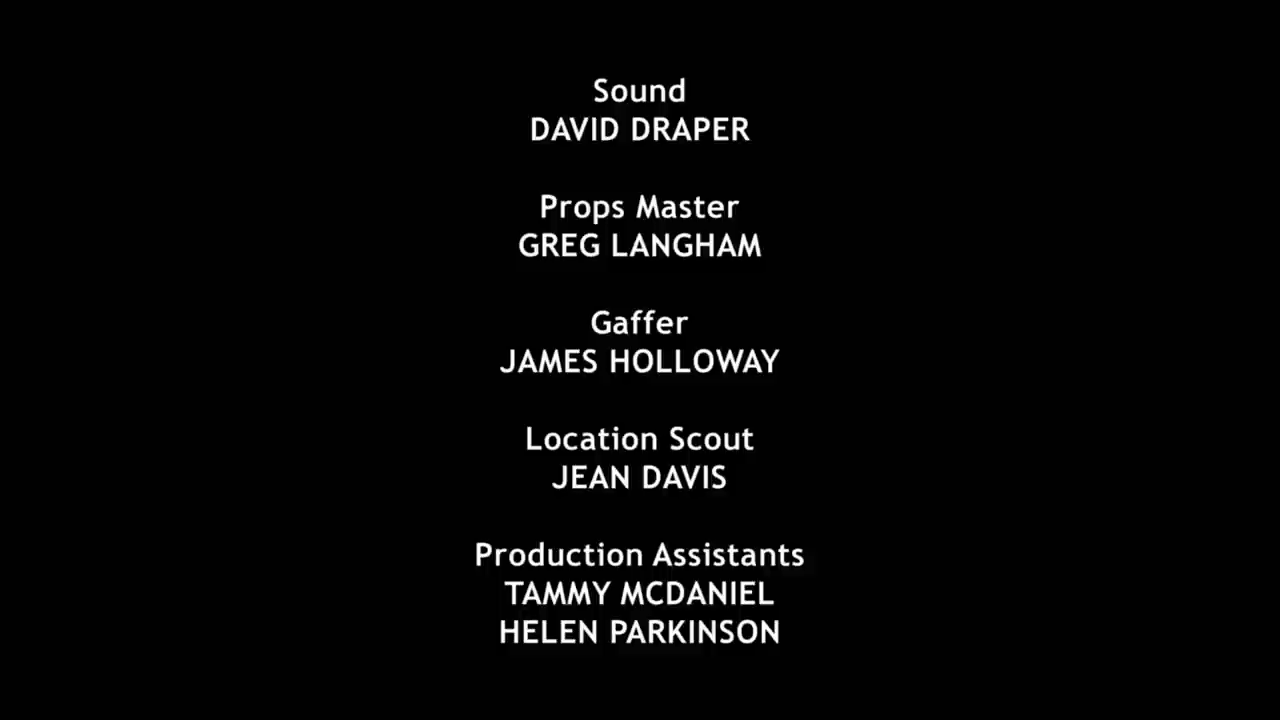 Sound
DAVID DRAPER
Props Master
GREG LANGHAM
Gaffer
JAMES HOLLOWAY
Location Scout
JEAN DAVIS
Production Assistants
TAMMY MCDANIEL
HELEN PARKINSON